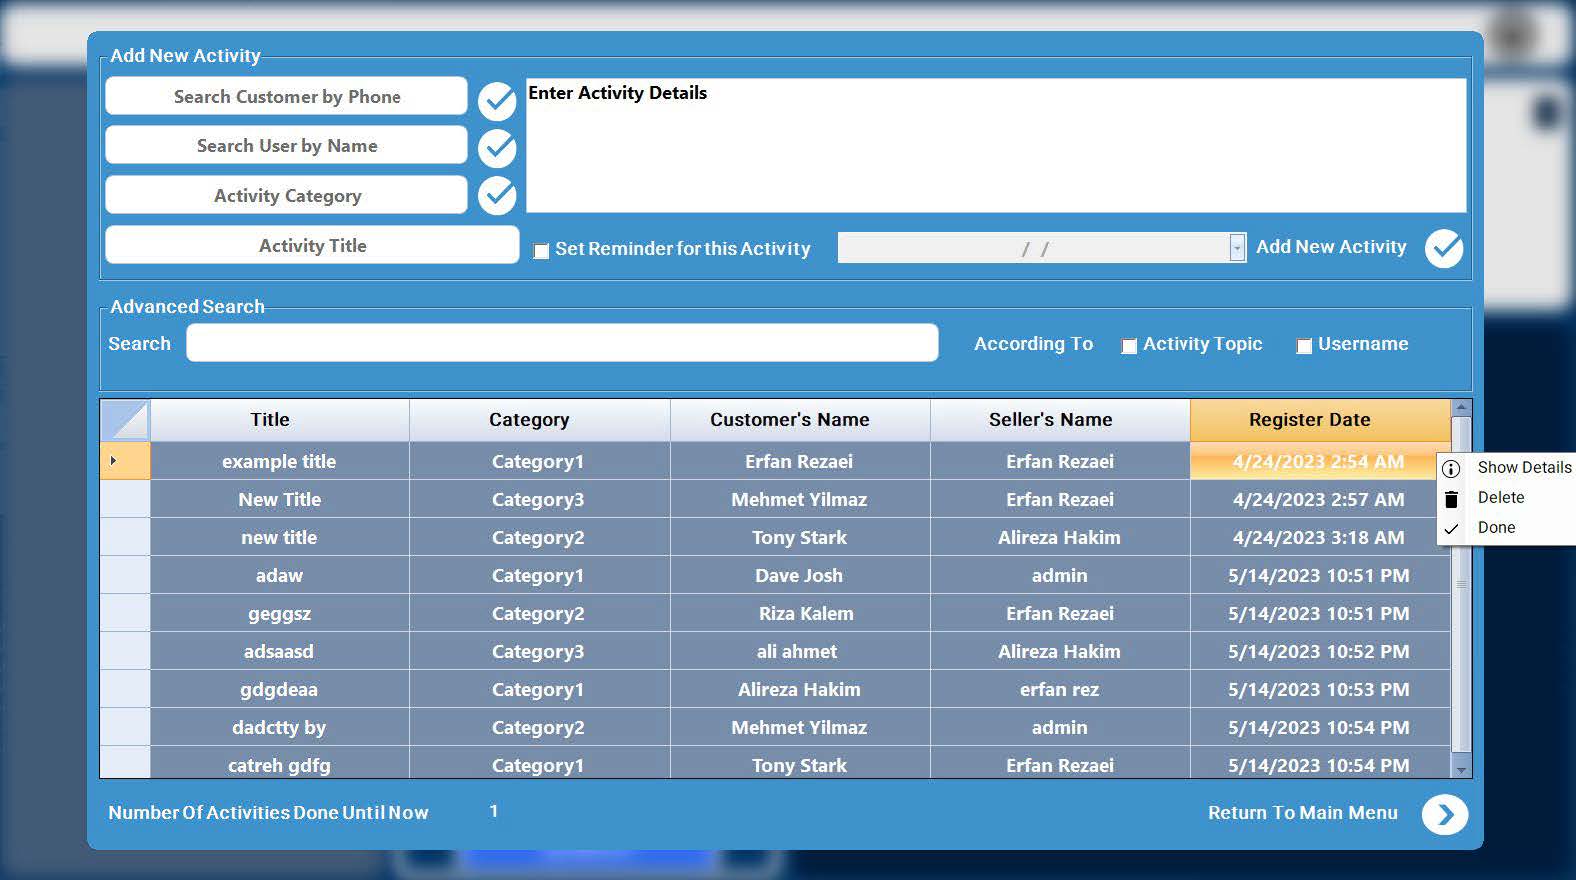 Add New Activity
Search Customer by Phone
Enter Activity Details
Search User by Name
Activity Category
Activity Title
Set Reminder for this Activity
/ /
Add New Activity
Advanced Search
Search
According To
Activity Topic
Username
Title Category Customer's Name Seller's Name Register Date
example title Category1 Erfan Rezaei Erfan Rezaei 4/24/2023 2:54 AM
New Title Category3 Mehmet Yilmaz Erfan Rezaei 4/24/2023 2:57 AM
new title Category2 Tony Stark Alireza Hakim 4/24/2023 3:18 AM
adaw Category1 Dave Josh admin 5/14/2023 10:51 PM
geggsz Category2 Riza Kalem Erfan Rezaei 5/14/2023 10:51 PM
adsaasd Category3 ali ahmet Alireza Hakim 5/14/2023 10:52 PM
gdgdeaa Category1 Alireza Hakim erfan rez 5/14/2023 10:53 PM
dadctty by Category2 Mehmet Yilmaz admin 5/14/2023 10:54 PM
catreh gdfg Category1 Tony Stark Erfan Rezaei 5/14/2023 10:54 PM
Show Details
Delete
Done
Number Of Activities Done Until Now 1
Return To Main Menu